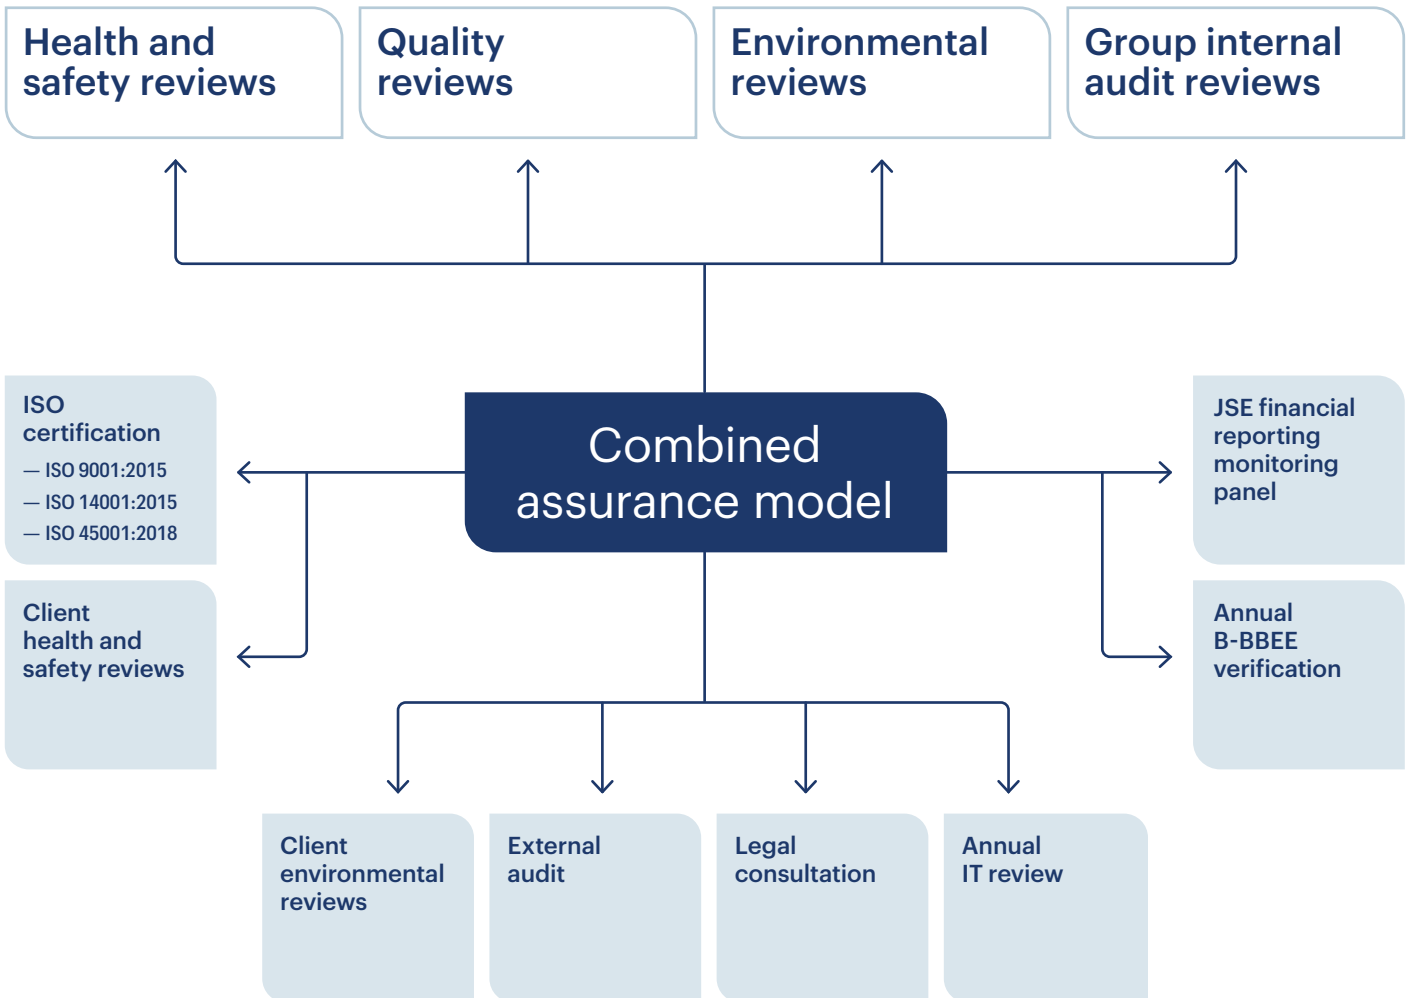 Health and
safety reviews
Quality
reviews
Environmental
reviews
Group internal
audit reviews
ISO
certification
— ISO 9001:2015
— ISO 14001:2015
— ISO 45001:2018
Combined
assurance model
JSE financial
reporting
monitoring
panel
Client
health and
safety reviews
Annual
B-BBEE
verification
Client
environmental
reviews
External
audit
Legal
consultation
Annual
IT review